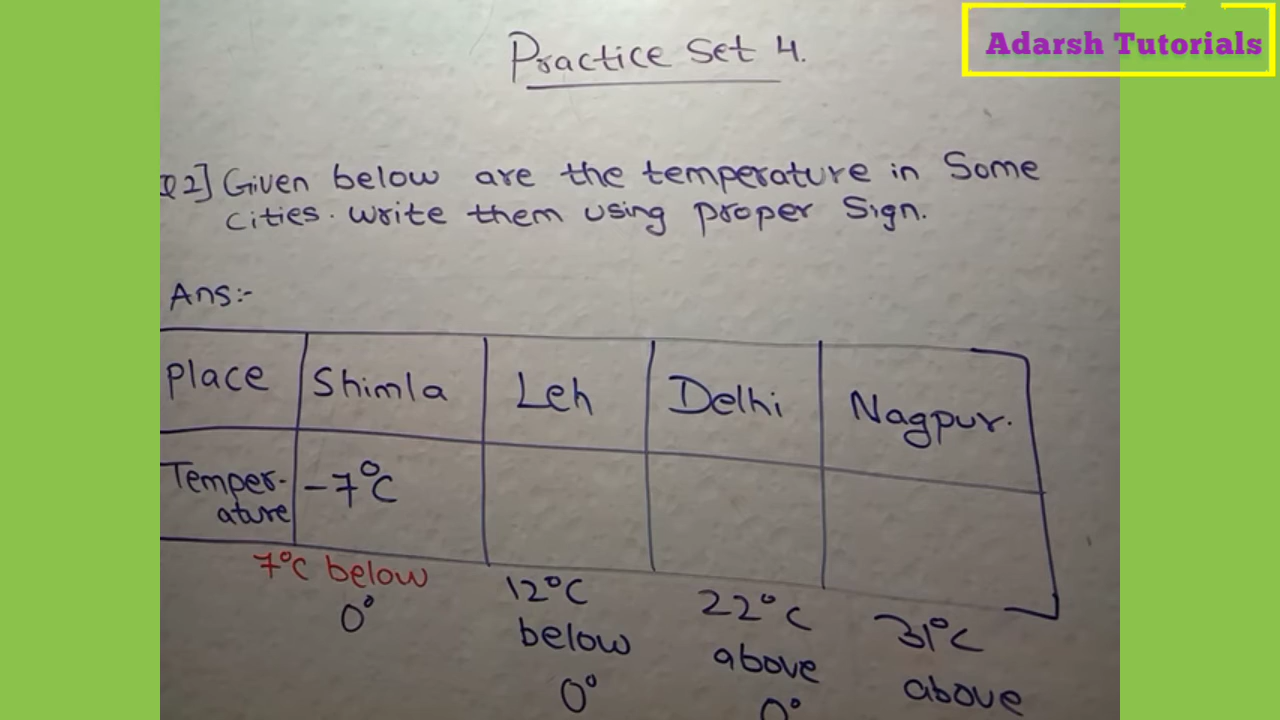 Adarsh Tutorials
Practice Set 4.
Q2] Given below are the temperature in Some
Cities. Write them using proper Sign.
Ans:-
Place Shimla Leh Delhi Nagpur.
Temper-
ature -7°C
7°C below
0°
12°C
below
0°
22°C
above
0°
31°C
above